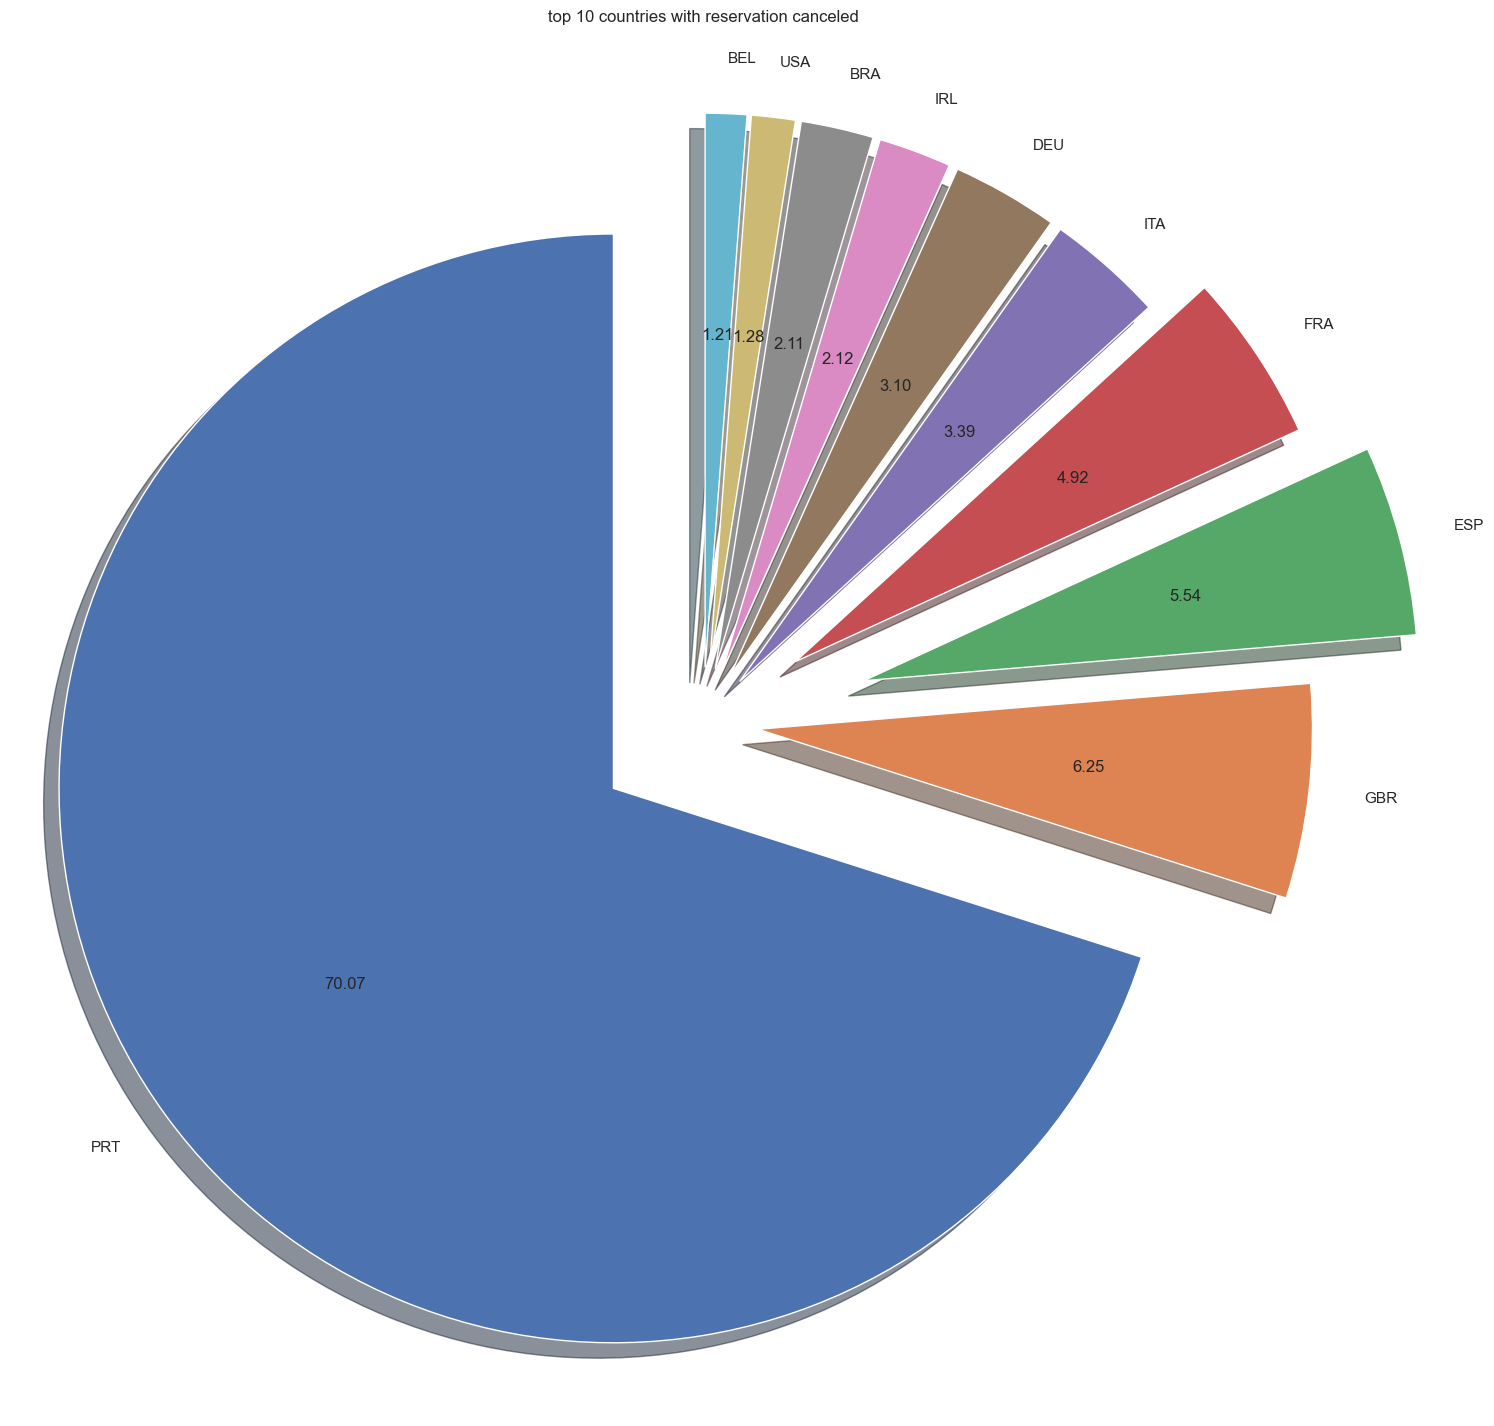 top 10 countries with reservation canceled
BEL
USA
BRA
IRL
DEU
ITA
FRA
ESP
GBR
PRT
1.21
1.28
2.11
2.12
3.10
3.39
4.92
5.54
6.25
70.07